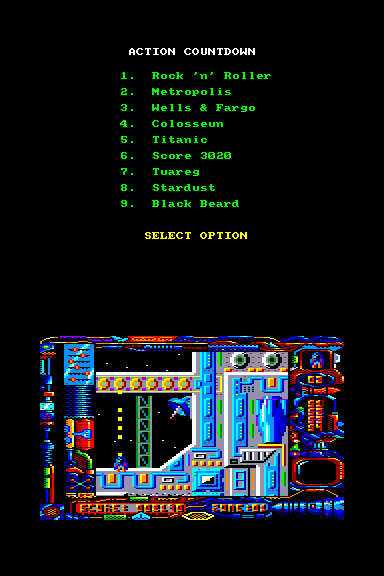 ACTION COUNTDOWN
1. Rock 'n' Roller
2. Metropolis
3. Wells & Fargo
4. Colosseum
5. Titanic
6. Score 3020
7. Tuareg
8. Stardust
9. Black Beard
SELECT OPTION